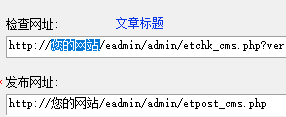 检查网址: 文章标题
http://您的网站/eadmin/admin/etchk_cms.php?ver
发布网址:
http://您的网站/eadmin/admin/etpost_cms.php